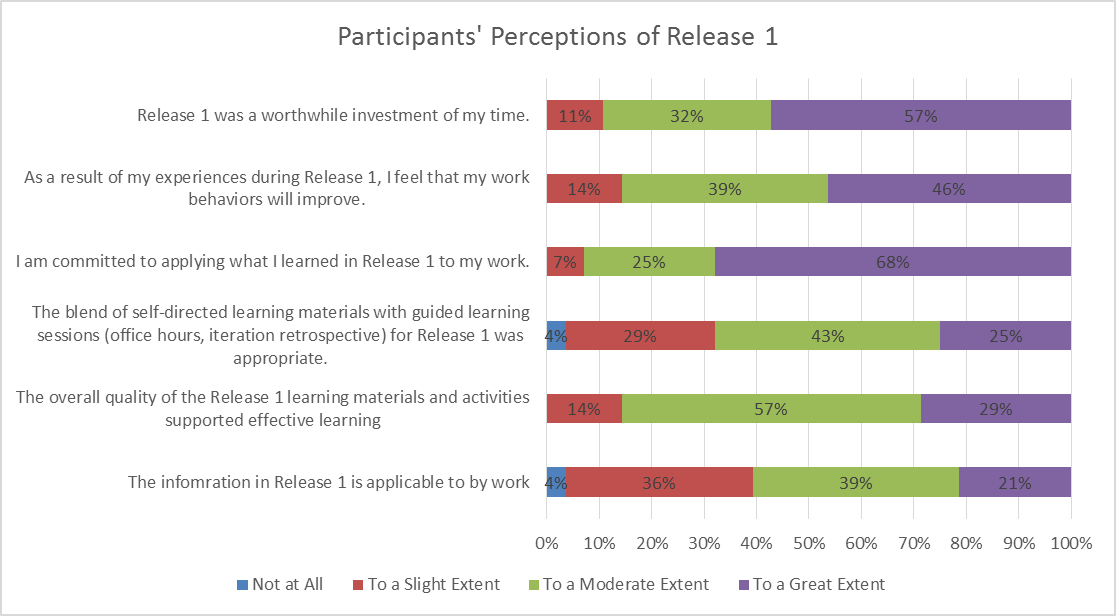 Participants' Perceptions of Release 1
Release 1 was a worthwhile investment of my time.
11% 32% 57%
As a result of my experiences during Release 1, I feel that my work
behaviors will improve.
14% 39% 46%
I am committed to applying what I learned in Release 1 to my work.
7% 25% 68%
The blend of self-directed learning materials with guided learning
sessions (office hours, iteration retrospective) for Release 1 was
appropriate.
4% 29% 43% 25%
The overall quality of the Release 1 learning materials and activities
supported effective learning
14% 57% 29%
The infomration in Release 1 is applicable to by work
4% 36% 39% 21%
0% 10% 20% 30% 40% 50% 60% 70% 80% 90% 100%
Not at All To a Slight Extent To a Moderate Extent To a Great Extent